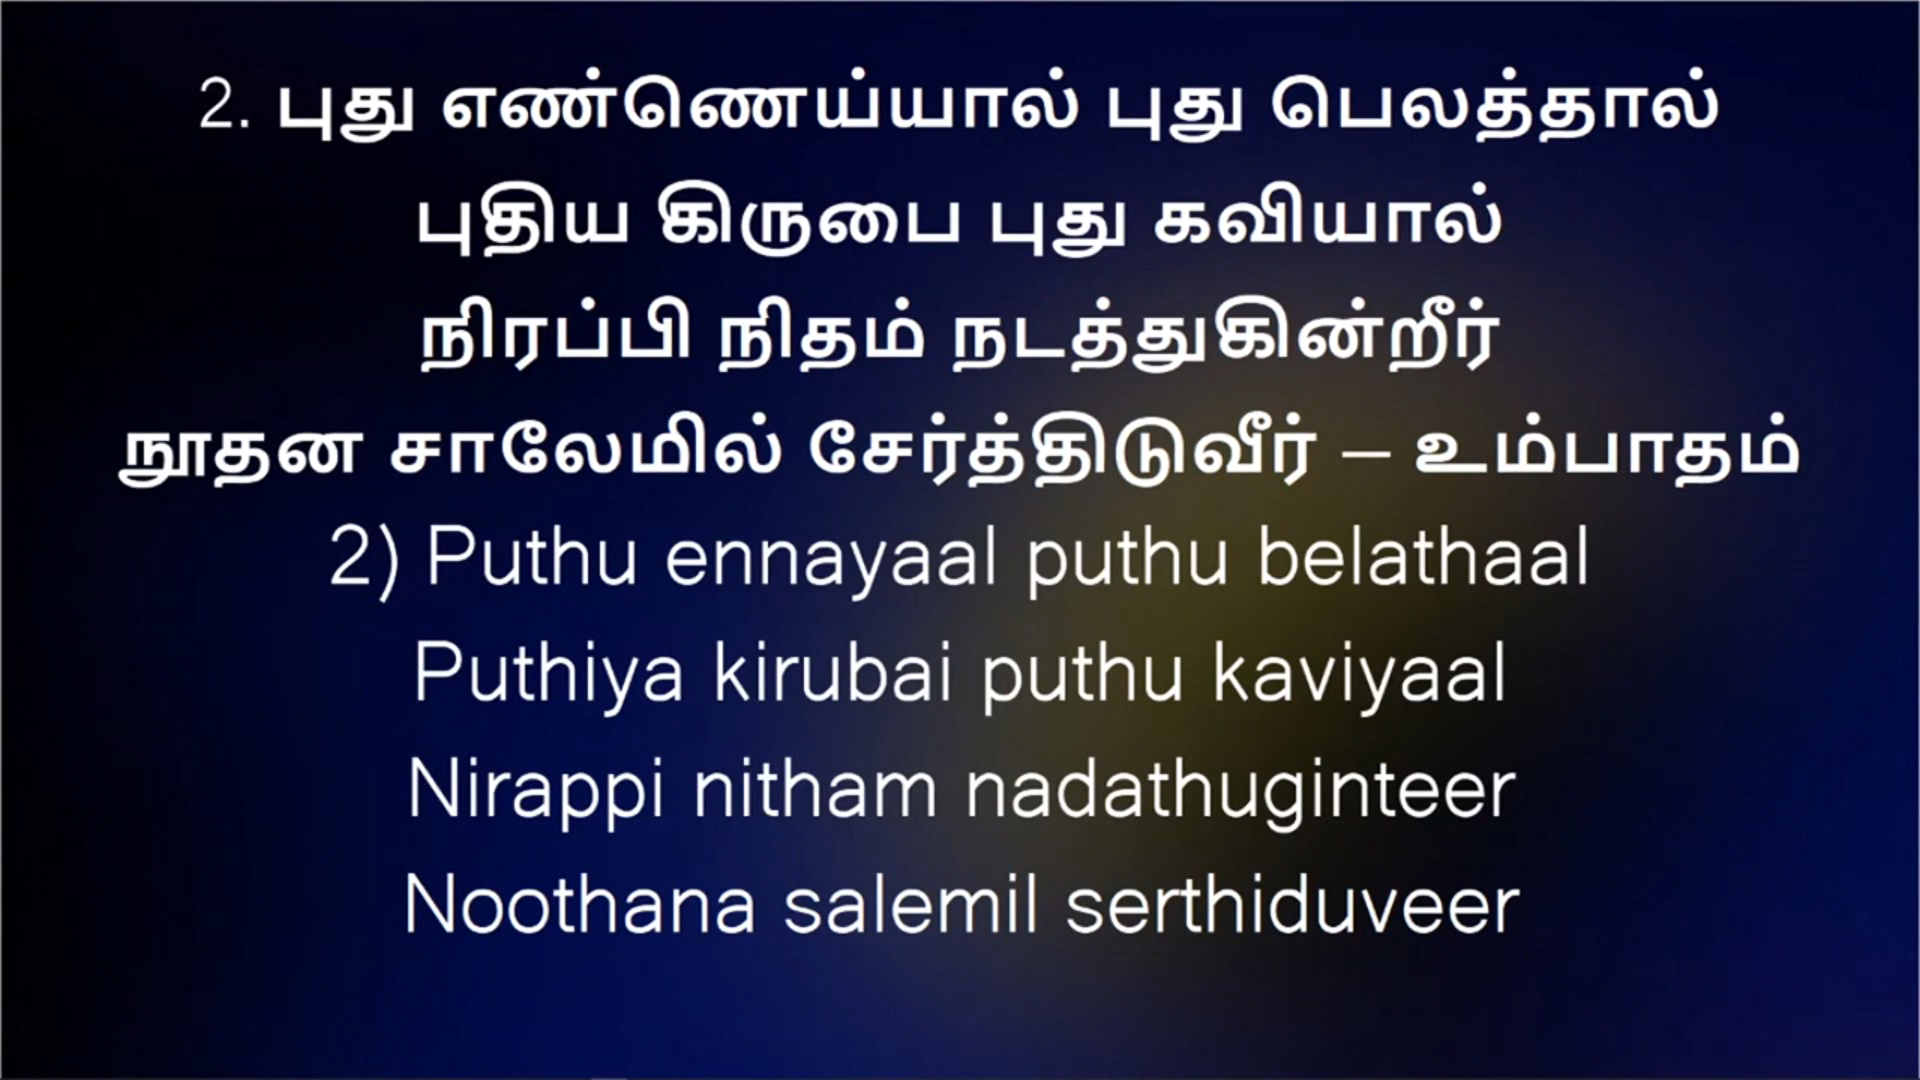 2. புது எண்ணெய்யால் புது பெலத்தால்
புதிய கிருபை புது கவியால்
நிரப்பி நிதம் நடத்துகின்றீர்
நூதன சாலேமில் சேர்த்திடுவீர் – உம்பாதம்
2) Puthu ennayaal puthu belathaal
Puthiya kirubai puthu kaviyaal
Nirappi nitham nadathuginteer
Noothana salemil serthiduveer